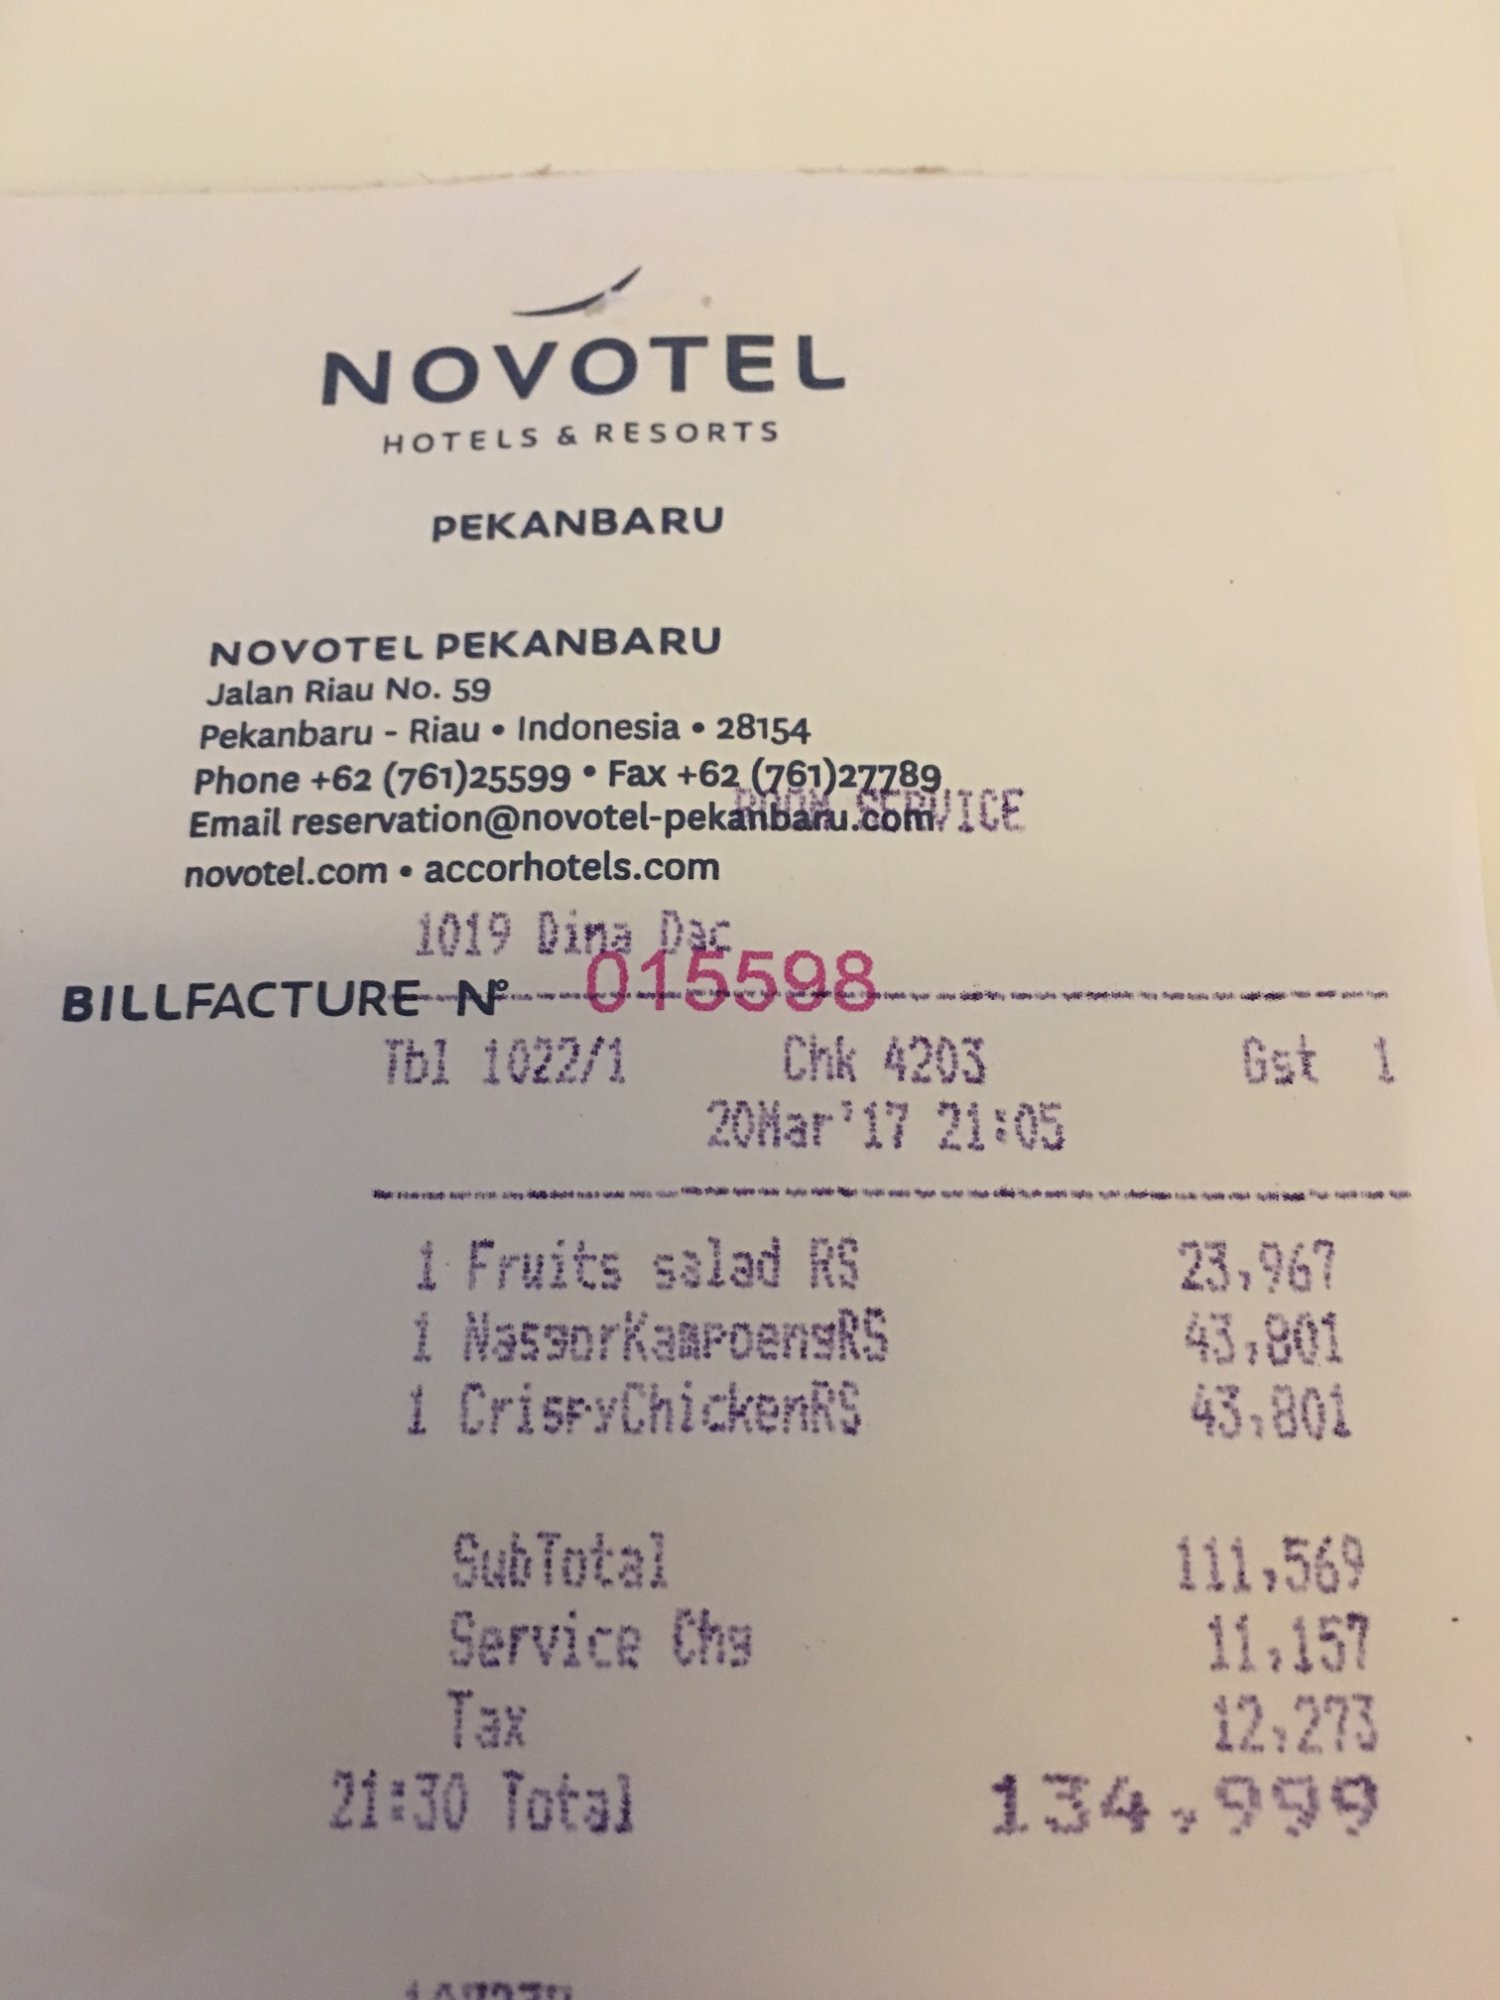 NOVOTEL
HOTELS & RESORTS
PEKANBARU
NOVOTEL PEKANBARU
Jalan Riau No. 59
Pekanbaru - Riau • Indonesia • 28154
Phone +62 (761)25599 • Fax +62 (761)27789
ROOM SERVICE
Email reservation@novotel-pekanbaru.com
novotel.com • accorhotels.com
1019 Dima Dac
BILLFACTURE N° 015598
Tbl 1022/1 Chk 4203 Gst 1
20Mar'17 21:05
1 Fruits salad RS 23,967
1 NasgorKampoengRS 43,801
1 CrispyChickenRS 43,801
SubTotal 111,569
Service Chg 11,157
Tax 12,273
21:30 Total 134,999